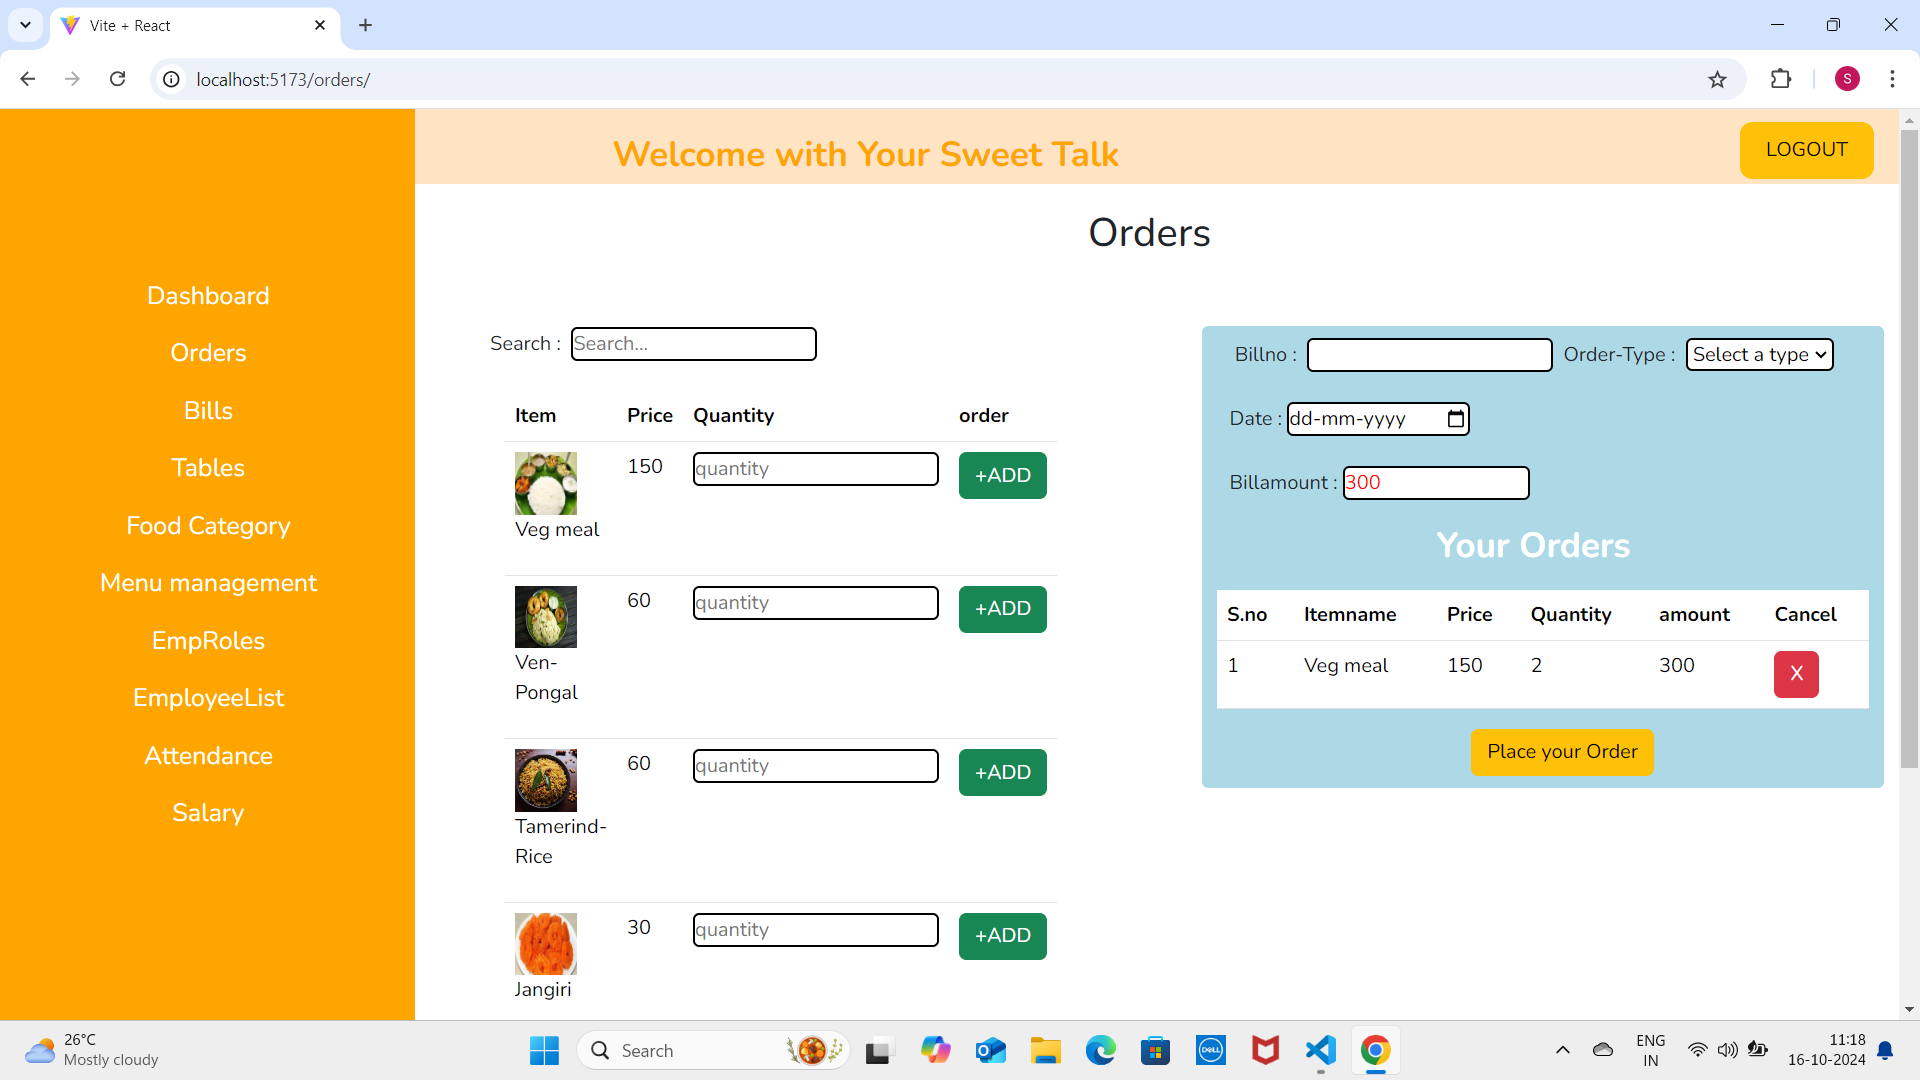 Vite + React
localhost:5173/orders/
S
Welcome with Your Sweet Talk
LOGOUT
Dashboard
Orders
Bills
Tables
Food Category
Menu management
EmpRoles
EmployeeList
Attendance
Salary
Orders
Search : Search...
Item Price Quantity order
150 quantity +ADD
Veg meal
60 quantity +ADD
Ven-
Pongal
60 quantity +ADD
Tamerind-
Rice
30 quantity +ADD
Jangiri
Billno : Order-Type : Select a type
Date : dd-mm-yyyy
Billamount : 300
Your Orders
S.no Itemname Price Quantity amount Cancel
1 Veg meal 150 2 300 X
Place your Order
26°C
Mostly cloudy
Search
DELL
ENG
IN
11:18
16-10-2024